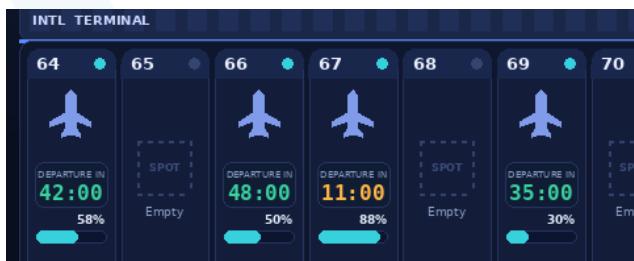 INTL TERMINAL
64 65 66 67 68 69 70
SPOT SPOT
DEPARTURE IN DEPARTURE IN DEPARTURE IN DEPARTURE IN
42:00 48:00 11:00 35:00
Empty Empty
58% 50% 88% 30%